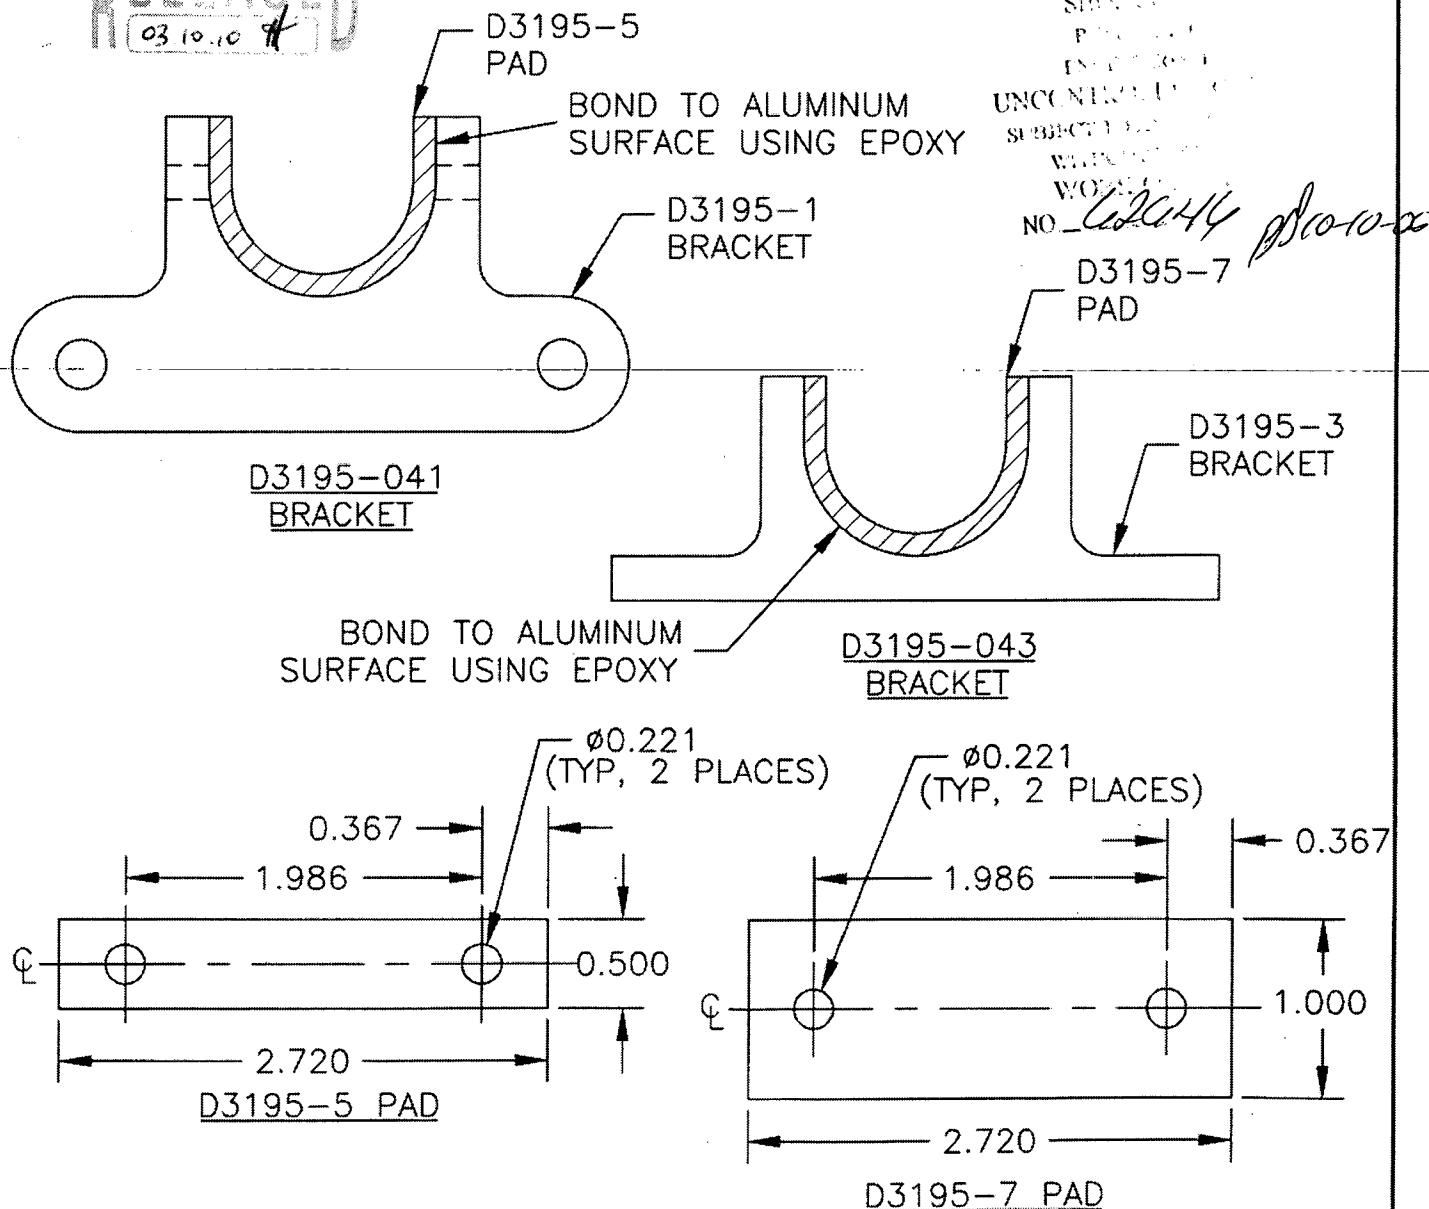 03.10.10
D3195-5
PAD
BOND TO ALUMINUM
SURFACE USING EPOXY
D3195-1
BRACKET
NO.
D3195-7
PAD
D3195-3
BRACKET
D3195-041
BRACKET
BOND TO ALUMINUM
SURFACE USING EPOXY
D3195-043
BRACKET
ø0.221
(TYP, 2 PLACES)
ø0.221
(TYP, 2 PLACES)
0.367
0.367
1.986
1.986
℄
0.500
℄
1.000
2.720
D3195-5 PAD
2.720
D3195-7 PAD